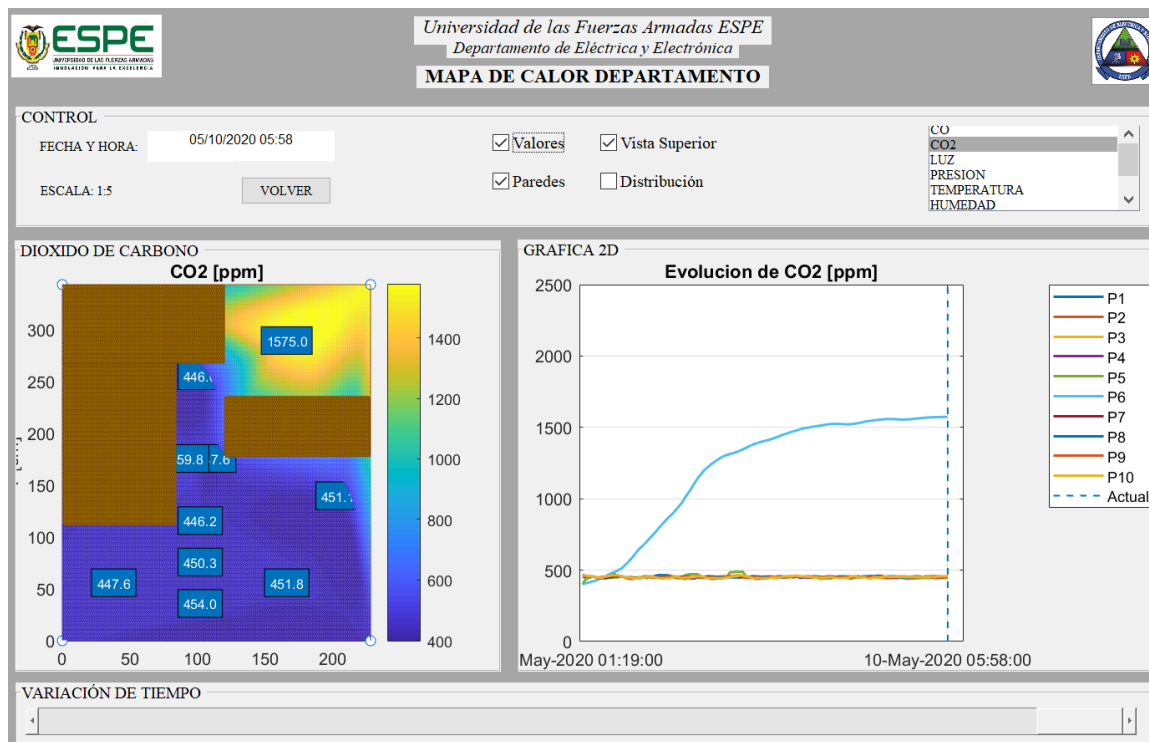 ESPE
UNIVERSIDAD DE LAS FUERZAS ARMADAS
INNOVACIÓN PARA LA EXCELENCIA
Universidad de las Fuerzas Armadas ESPE
Departamento de Eléctrica y Electrónica
MAPA DE CALOR DEPARTAMENTO
CONTROL
FECHA Y HORA: 05/10/2020 05:58
ESCALA: 1:5 VOLVER
Valores Vista Superior
Paredes Distribución
CO
CO2
LUZ
PRESION
TEMPERATURA
HUMEDAD
DIOXIDO DE CARBONO
CO2 [ppm]
300
250
200
150
100
50
0
0 50 100 150 200
1575.0
446.
59.8 7.6
451.
446.2
450.3
447.6 451.8
454.0
1400
1200
1000
800
600
400
GRAFICA 2D
Evolucion de CO2 [ppm]
2500
2000
1500
1000
500
0
May-2020 01:19:00 10-May-2020 05:58:00
P1
P2
P3
P4
P5
P6
P7
P8
P9
P10
Actual
VARIACIÓN DE TIEMPO